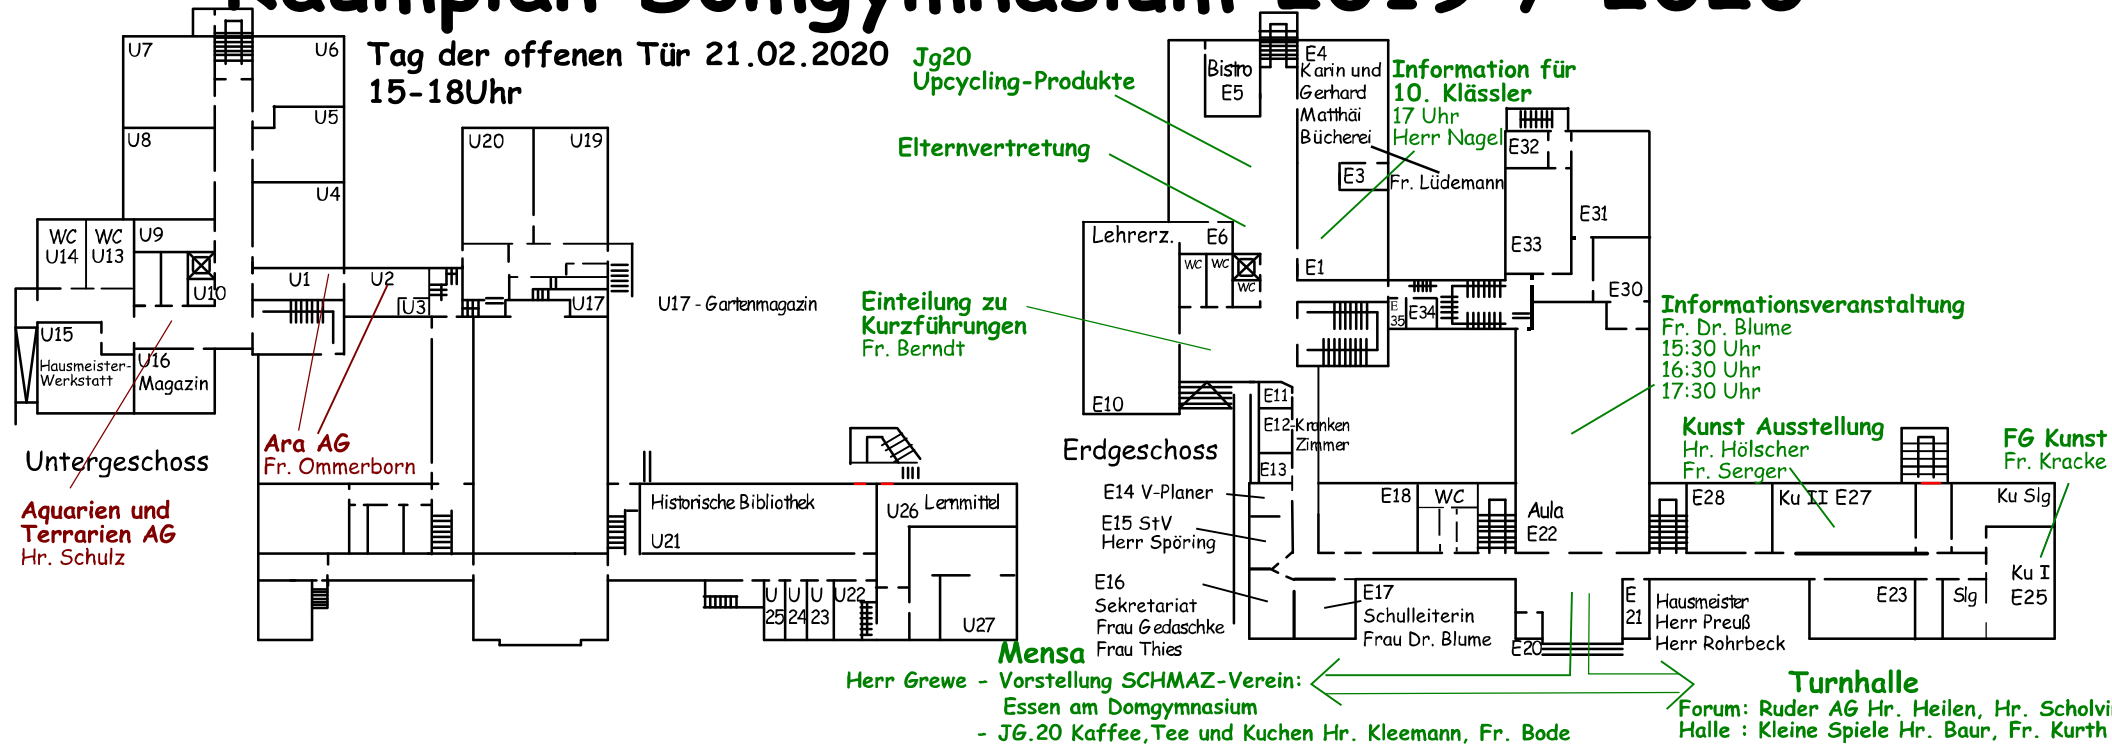 Raumplan Domgymnasium 2019 / 2020
Tag der offenen Tür 21.02.2020
15-18Uhr
U7
U6
U5
U8
U4
WC
U14
WC
U13
U9
U10
U1
U2
U3
U15
Hausmeister-
Werkstatt
U16
Magazin
U20
U19
U17
U17 - Gartenmagazin
Untergeschoss
Ara AG
Fr. Ommerborn
Aquarien und
Terrarien AG
Hr. Schulz
Historische Bibliothek
U21
U26
Lernmittel
U
25
U
24
U
23
U22
U27
Jg20
Upcycling-Produkte
Elternvertretung
Einteilung zu
Kurzführungen
Fr. Berndt
Bistro
E5
E4
Karin und
Gerhard
Matthäi
Bücherei
Information für
10. Klässler
17 Uhr
Herr Nagel
E3
Fr. Lüdemann
E32
E31
E33
E30
Lehrerz.
E6
WC
WC
WC
E1
E
35
E34
E10
Erdgeschoss
E11
E12-Kranken
Zimmer
E13
E14 V-Planer
E15 StV
Herr Spöring
E16
Sekretariat
Frau Gedaschke
Frau Thies
E18
WC
E17
Schulleiterin
Frau Dr. Blume
Aula
E22
E20
E
21
Hausmeister
Herr Preuß
Herr Rohrbeck
Informationsveranstaltung
Fr. Dr. Blume
15:30 Uhr
16:30 Uhr
17:30 Uhr
Kunst Ausstellung
Hr. Hölscher
Fr. Serger
FG Kunst
Fr. Kracke
E28
Ku II E27
Ku Slg
Ku I
E25
E23
Slg
Mensa
Herr Grewe - Vorstellung SCHMAZ-Verein:
Essen am Domgymnasium
- JG.20 Kaffee,Tee und Kuchen Hr. Kleemann, Fr. Bode
Turnhalle
Forum: Ruder AG Hr. Heilen, Hr.
Halle : Kleine Spiele Hr. Baur, Fr. Kurth